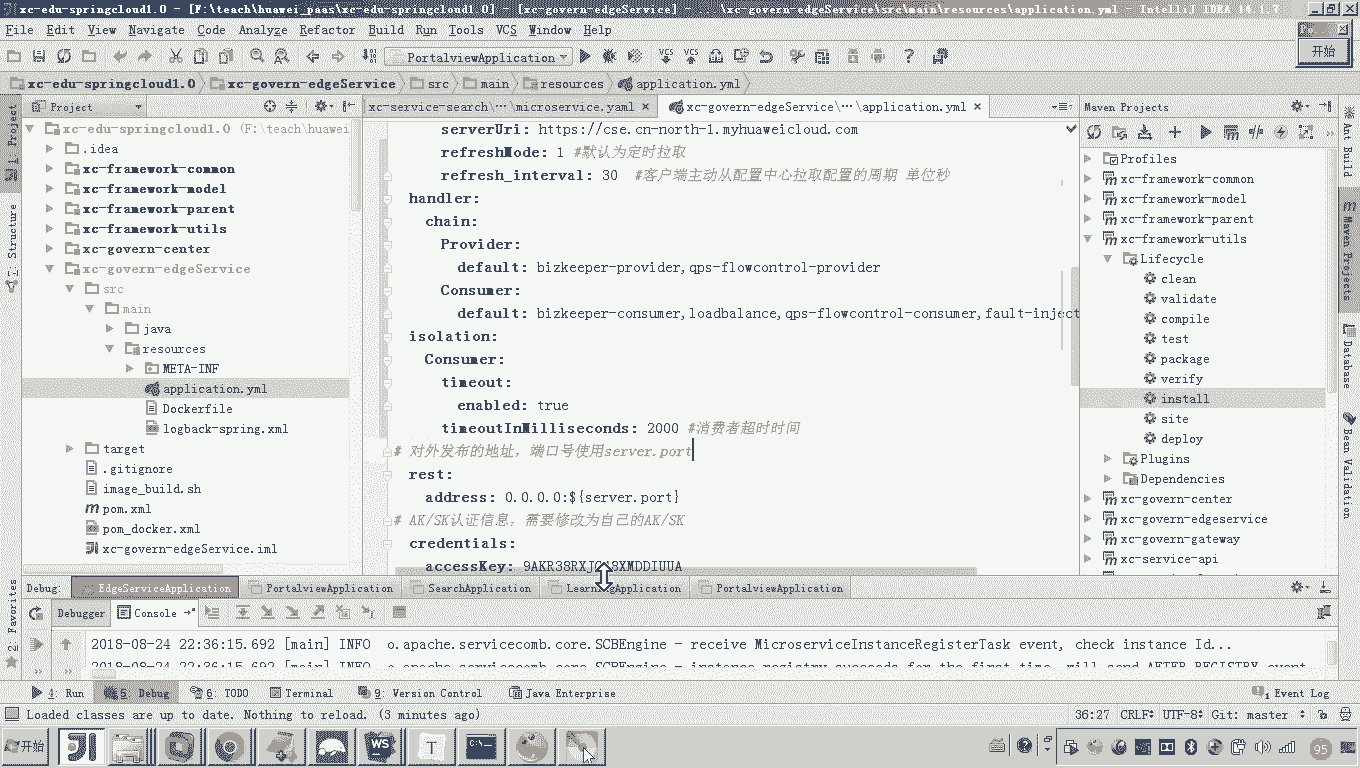 xc-edu-springcloud1.0 - [F:\teach\huawei_paas\xc-edu-springcloud1.0] - [xc-govern-edgeService] - ...\xc-govern-edgeService\src\main\resources\application.yml - IntelliJ IDEA 14.1.7
File Edit View Navigate Code Analyze Refactor Build Run Tools VCS Window Help
开始
PortalviewApplication
xc-edu-springcloud1.0 xc-govern-edgeService src main resources application.yml
Project
xc-service-search\...\microservice.yaml
xc-govern-edgeService\...\application.yml
Maven Projects
1: Project
7: Structure
2: Favorites
Ant Build
Maven Projects
Database
Bean Validation
xc-edu-springcloud1.0 (F:\teach\huawei
.idea
xc-framework-common
xc-framework-model
xc-framework-parent
xc-framework-utils
xc-govern-center
xc-govern-edgeService
src
main
java
resources
META-INF
application.yml
Dockerfile
logback-spring.xml
target
.gitignore
image_build.sh
pom.xml
pom_docker.xml
xc-govern-edgeService.iml
serverUri: https://cse.cn-north-1.myhuaweicloud.com
refreshMode: 1 #默认为定时拉取
refresh_interval: 30 #客户端主动从配置中心拉取配置的周期 单位秒
handler:
chain:
Provider:
default: bizkeeper-provider,qps-flowcontrol-provider
Consumer:
default: bizkeeper-consumer,loadbalance,qps-flowcontrol-consumer,fault-inject
isolation:
Consumer:
timeout:
enabled: true
timeoutInMilliseconds: 2000 #消费者超时时间
# 对外发布的地址，端口号使用server.port
rest:
address: 0.0.0.0:${server.port}
# AK/SK认证信息，需要修改为自己的AK/SK
credentials:
accessKey:
Profiles
xc-framework-common
xc-framework-model
xc-framework-parent
xc-framework-utils
Lifecycle
clean
validate
compile
test
package
verify
install
site
deploy
Plugins
Dependencies
xc-govern-center
xc-govern-edgeservice
xc-govern-gateway
xc-service-api
Debug: EdgeServiceApplication PortalviewApplication SearchApplication PortalviewApplication
Debugger Console
2018-08-24 22:36:15.692 [main] INFO o.apache.servicecomb.core.SCBEngine - receive MicroserviceInstanceRegisterTask event, check instance Id...
2018-08-24 22:36:15.692 [main] INFO o.apache.servicecomb.core.SCBEngine - instance registry succeeds for the first time, will send AFTER_REGISTRY event.
4: Run 5: Debug 6: TODO Terminal 9: Version Control Java Enterprise 1 Event Log
Loaded classes are up to date. Nothing to reload. (3 minutes ago) 36:27 CRLF UTF-8 Git: master
开始 WS T 95